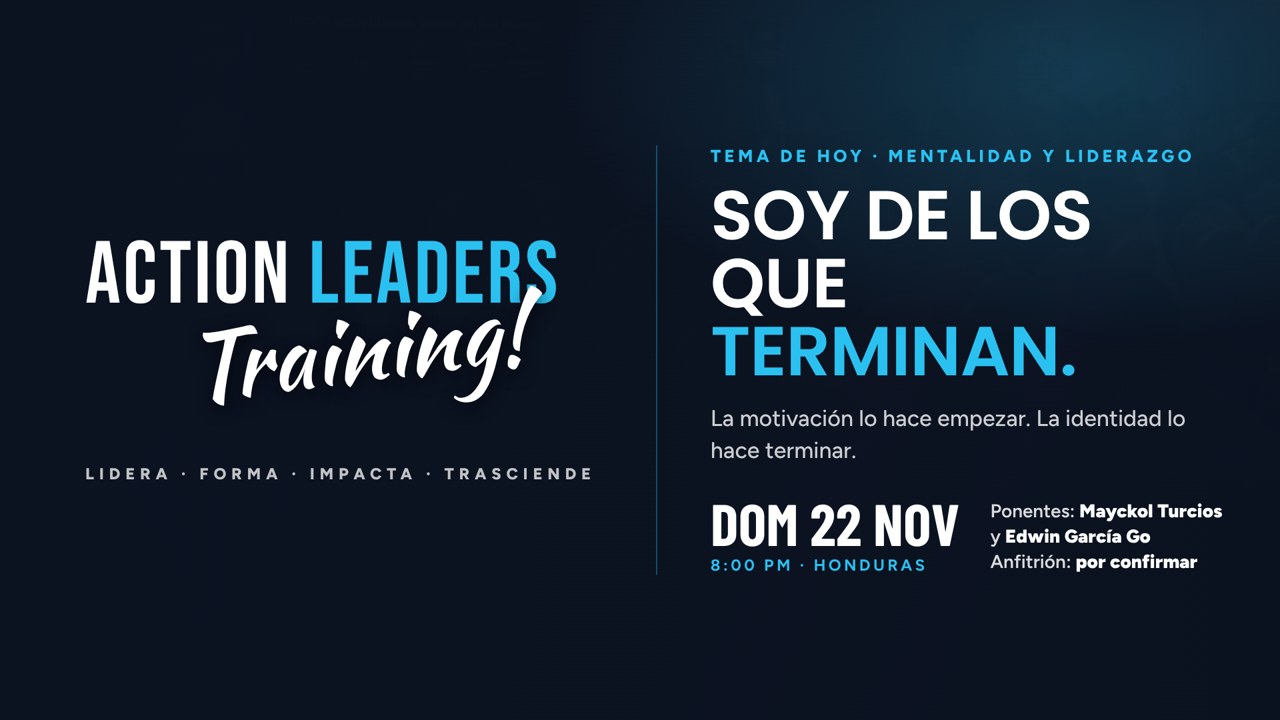 ACTION LEADERS
Training!
LIDERA · FORMA · IMPACTA · TRASCIENDE
TEMA DE HOY · MENTALIDAD Y LIDERAZGO
SOY DE LOS
QUE
TERMINAN.
La motivación lo hace empezar. La identidad lo
hace terminar.
DOM 22 NOV
8:00 PM · HONDURAS
Ponentes: Mayckol Turcios
y Edwin García Go
Anfitrión: por confirmar